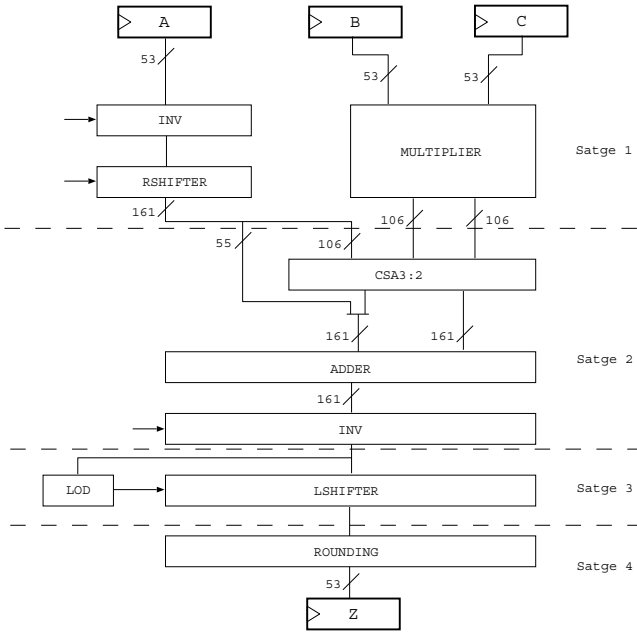 A
B
C
53
53
53
INV
MULTIPLIER
Satge 1
RSHIFTER
161
106
106
55
106
CSA3:2
161
161
Satge 2
ADDER
161
INV
LOD
LSHIFTER
Satge 3
ROUNDING
Satge 4
53
Z